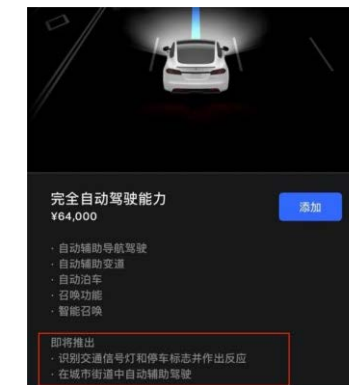 完全自动驾驶能力
¥64,000
添加
· 自动辅助导航驾驶
· 自动辅助变道
· 自动泊车
· 召唤功能
· 智能召唤
即将推出
· 识别交通信号灯和停车标志并作出反应
· 在城市街道中自动辅助驾驶